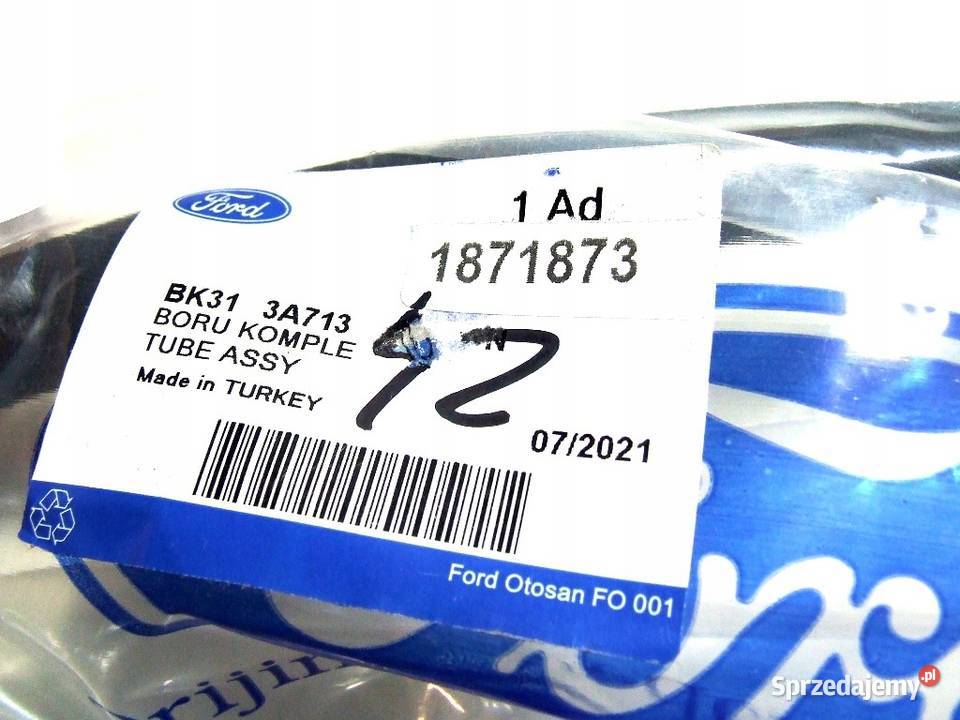 Ford
1 Ad
1871873
BK31 3A713
BORU KOMPLE
TUBE ASSY
Made in TURKEY
12
07/2021
Ford Otosan FO 001
Sprzedajemy.pl